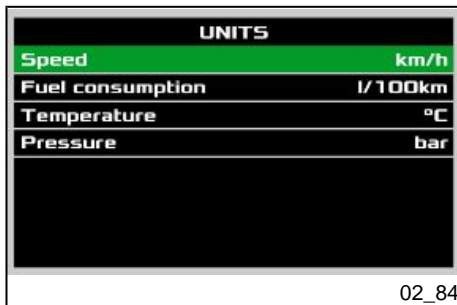 UNITS
Speed km/h
Fuel consumption l/100km
Temperature °C
Pressure bar
02_84